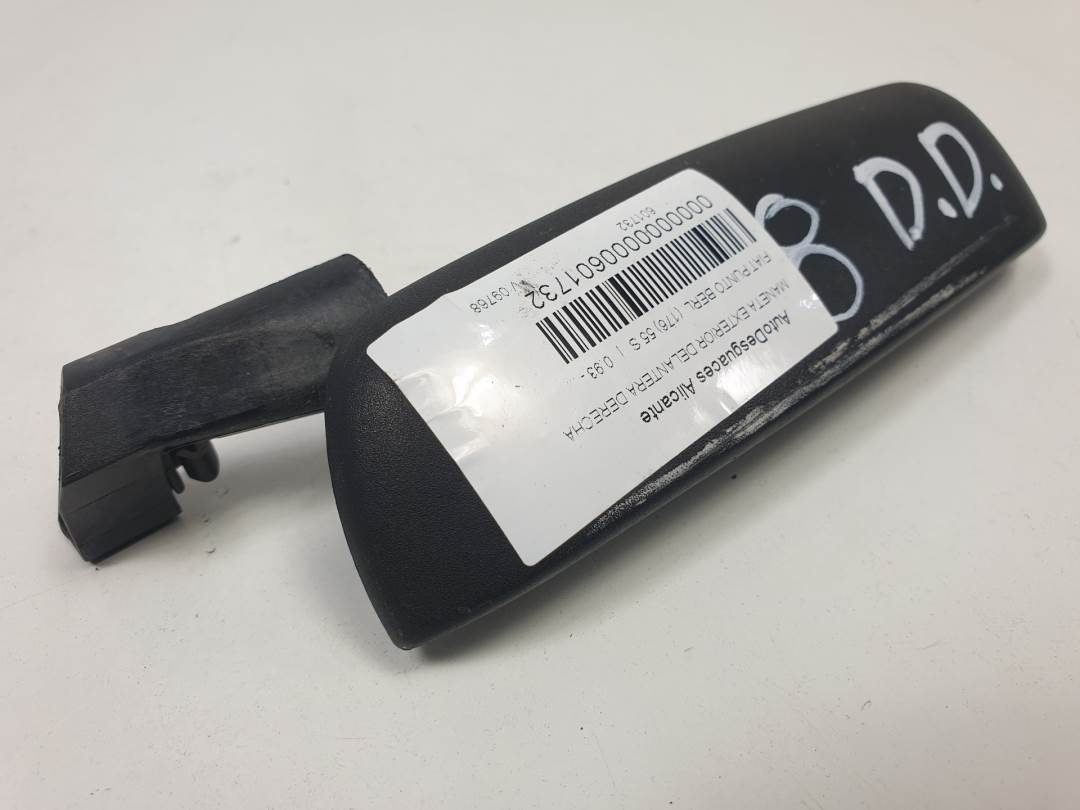 AutoDesguaces Alicante
MANETA EXTERIOR DELANTERA DERECHA
FIAT PUNTO BERL. (176) 55 S | 0.93 - ...
0000000000601732
601732
V 09768
8 D.D.